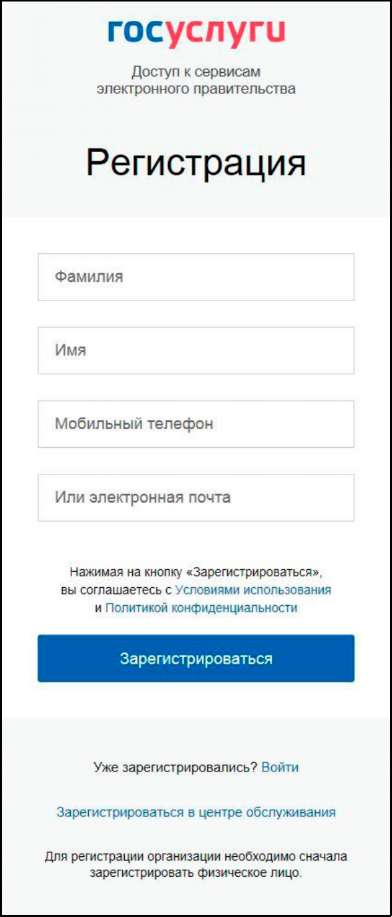 госуслуги
Доступ к сервисам
электронного правительства
Регистрация
Фамилия
Имя
Мобильный телефон
Или электронная почта
Нажимая на кнопку «Зарегистрироваться»,
вы соглашаетесь с Условиями использования
и Политикой конфиденциальности
Зарегистрироваться
Уже зарегистрировались? Войти
Зарегистрироваться в центре обслуживания
Для регистрации организации необходимо сначала
зарегистрировать физическое лицо.